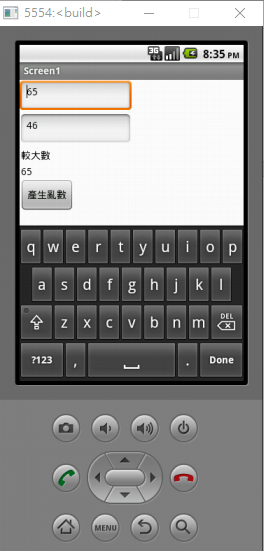 5554:<build>
3G 8:35 PM
Screen1
65
46
較大數
65
產生亂數
q w e r t y u i o p
a s d f g h j k l
z x c v b n m DEL
?123 , . Done
MENU